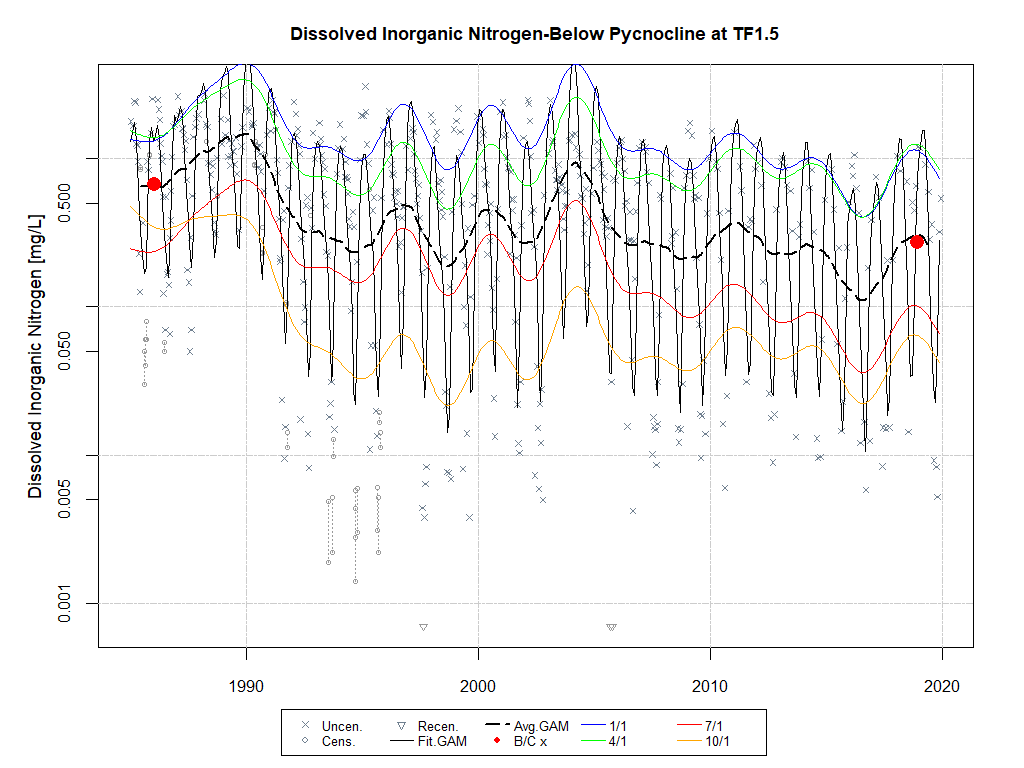 Dissolved Inorganic Nitrogen-Below Pycnocline at TF1.5
Dissolved Inorganic Nitrogen [mg/L]
0.500
0.050
0.005
0.001
1990 2000 2010 2020
Uncen. Recen. Avg.GAM 1/1 7/1
Cens. Fit.GAM B/C x 4/1 10/1